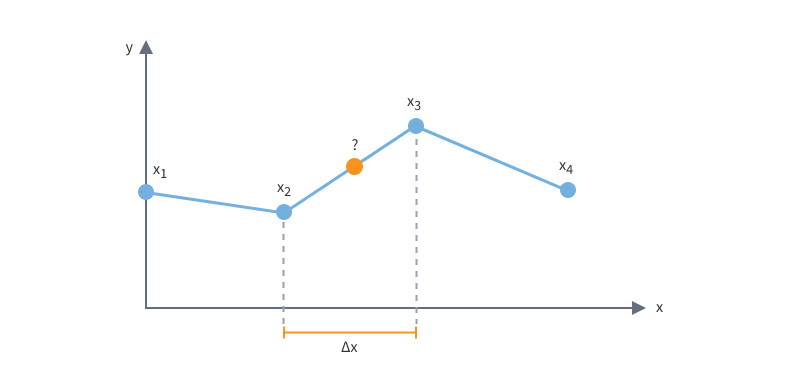 y
x₃
?
x₁
x₄
x₂
x
Δx